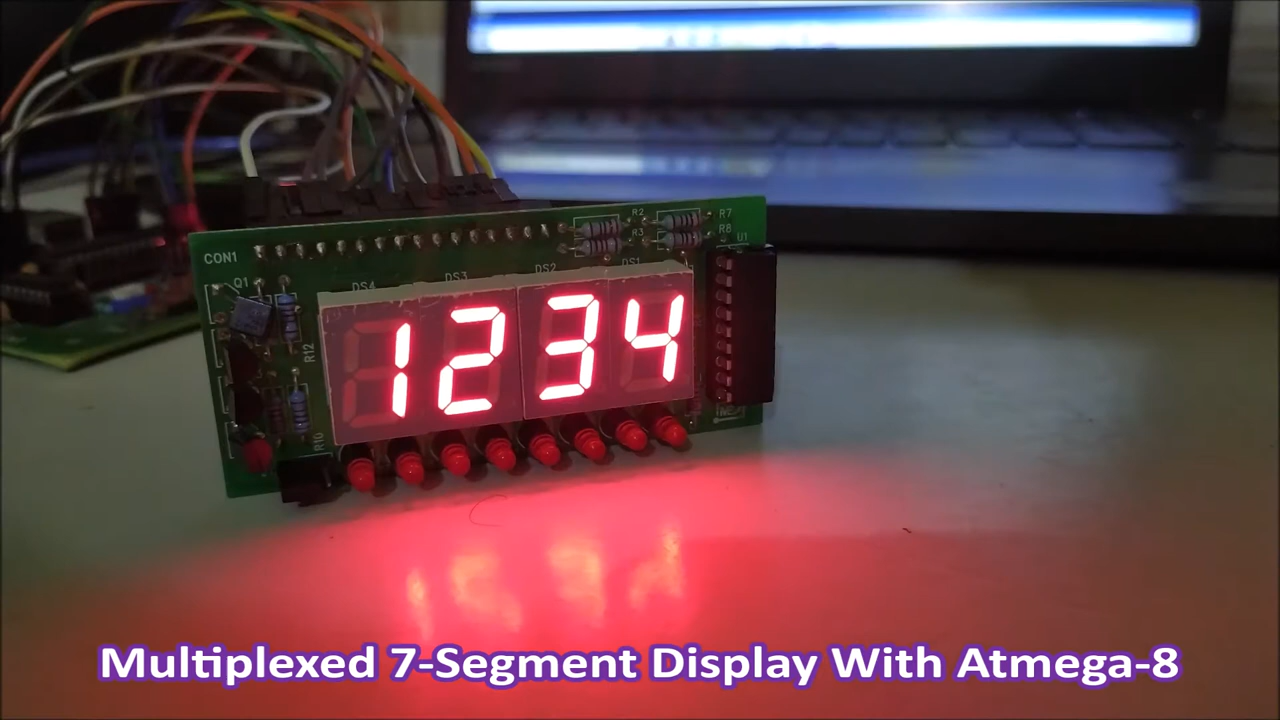 R2
R7
R3
R8
CON1
U1
Q1
DS4
DS3
DS2
DS1
1234
R12
R10
Multiplexed 7-Segment Display With Atmega-8